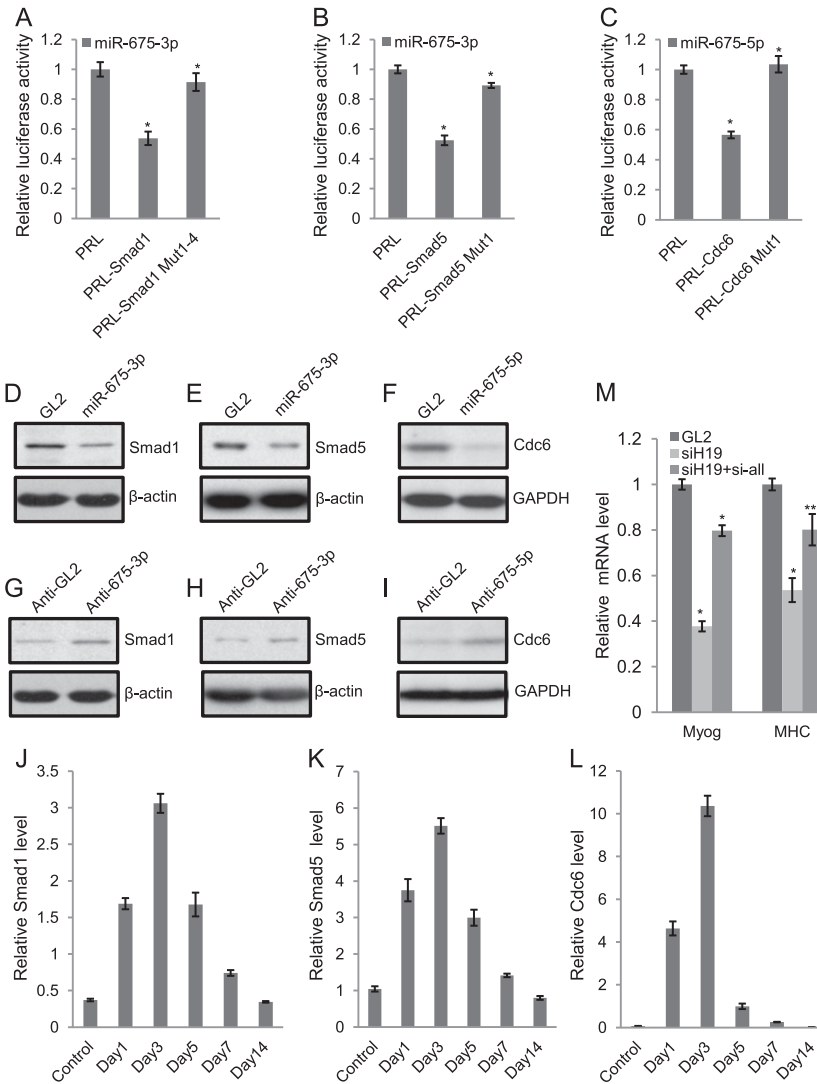 A
miR-675-3p
Relative luciferase activity
1.2
1
0.8
0.6
0.4
0.2
0
*
*
PRL
PRL-Smad1
PRL-Smad1 Mut1-4
B
miR-675-3p
Relative luciferase activity
1.2
1
0.8
0.6
0.4
0.2
0
*
*
PRL
PRL-Smad5
PRL-Smad5 Mut1
C
miR-675-5p
Relative luciferase activity
1.2
1
0.8
0.6
0.4
0.2
0
*
*
PRL
PRL-Cdc6
PRL-Cdc6 Mut1
D
GL2
miR-675-3p
Smad1
β-actin
E
GL2
miR-675-3p
Smad5
β-actin
F
GL2
miR-675-5p
Cdc6
GAPDH
G
Anti-GL2
Anti-675-3p
Smad1
β-actin
H
Anti-GL2
Anti-675-3p
Smad5
β-actin
I
Anti-GL2
Anti-675-5p
Cdc6
GAPDH
M
GL2
siH19
siH19+si-all
Relative mRNA level
1.2
1
0.8
0.6
0.4
0.2
0
*
*
*
**
Myog
MHC
J
Relative Smad1 level
3.5
3
2.5
2
1.5
1
0.5
0
Control
Day1
Day3
Day5
Day7
Day14
K
Relative Smad5 level
7
6
5
4
3
2
1
0
Control
Day1
Day3
Day5
Day7
Day14
L
Relative Cdc6 level
12
10
8
6
4
2
0
Control
Day1
Day3
Day5
Day7
Day14